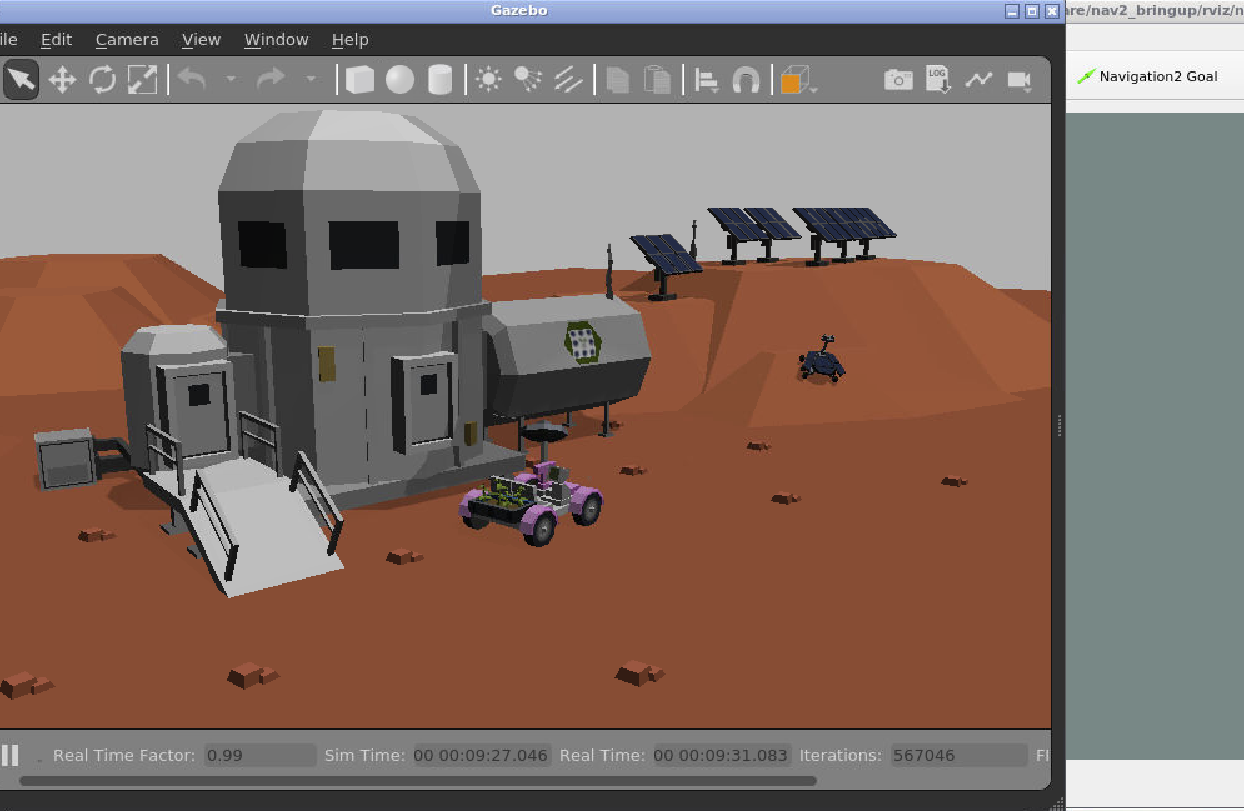 Gazebo
are/nav2_bringup/rviz/n
ile Edit Camera View Window Help
LOG
Navigation2 Goal
Real Time Factor: 0.99 Sim Time: 00 00:09:27.046 Real Time: 00 00:09:31.083 Iterations: 567046 FI